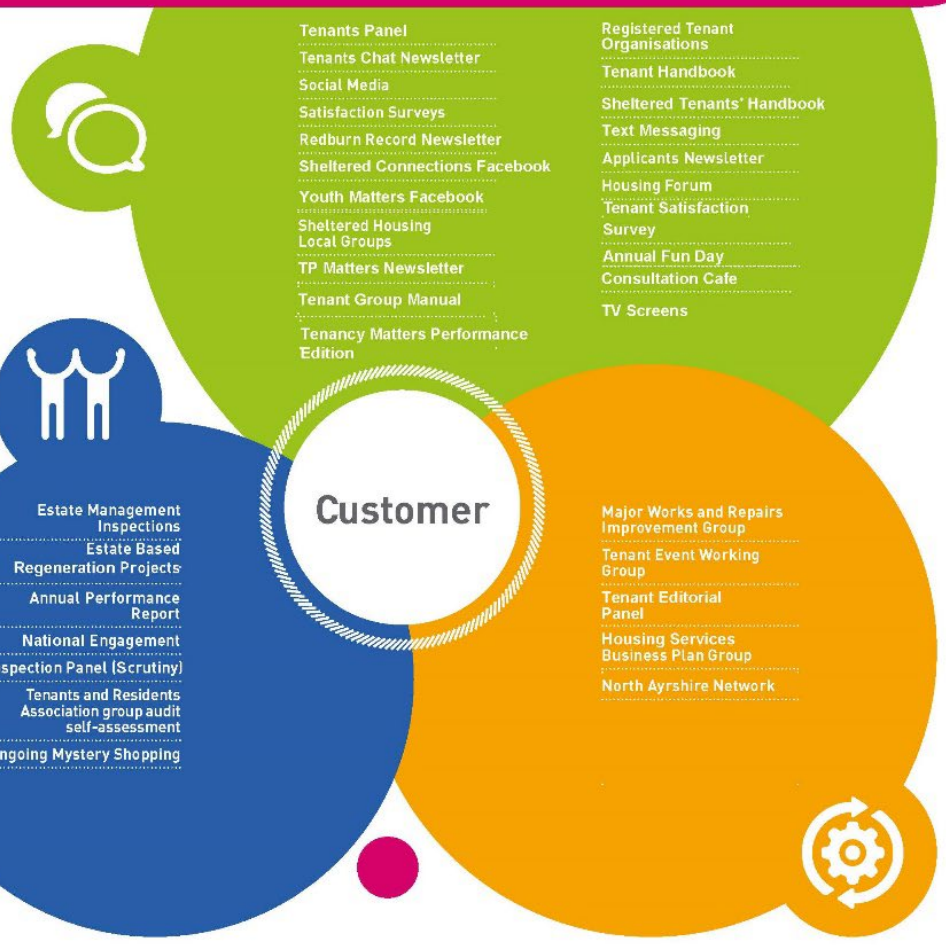 Tenants Panel
Tenants Chat Newsletter
Social Media
Satisfaction Surveys
Redburn Record Newsletter
Sheltered Connections Facebook
Youth Matters Facebook
Sheltered Housing
Local Groups
TP Matters Newsletter
Tenant Group Manual
Tenancy Matters Performance
Edition
Registered Tenant
Organisations
Tenant Handbook
Sheltered Tenants' Handbook
Text Messaging
Applicants Newsletter
Housing Forum
Tenant Satisfaction
Survey
Annual Fun Day
Consultation Cafe
TV Screens
Customer
Estate Management
Inspections
Estate Based
Regeneration Projects
Annual Performance
Report
National Engagement
spection Panel (Scrutiny)
Tenants and Residents
Association group audit
self-assessment
ngoing Mystery Shopping
Major Works and Repairs
Improvement Group
Tenant Event Working
Group
Tenant Editorial
Panel
Housing Services
Business Plan Group
North Ayrshire Network